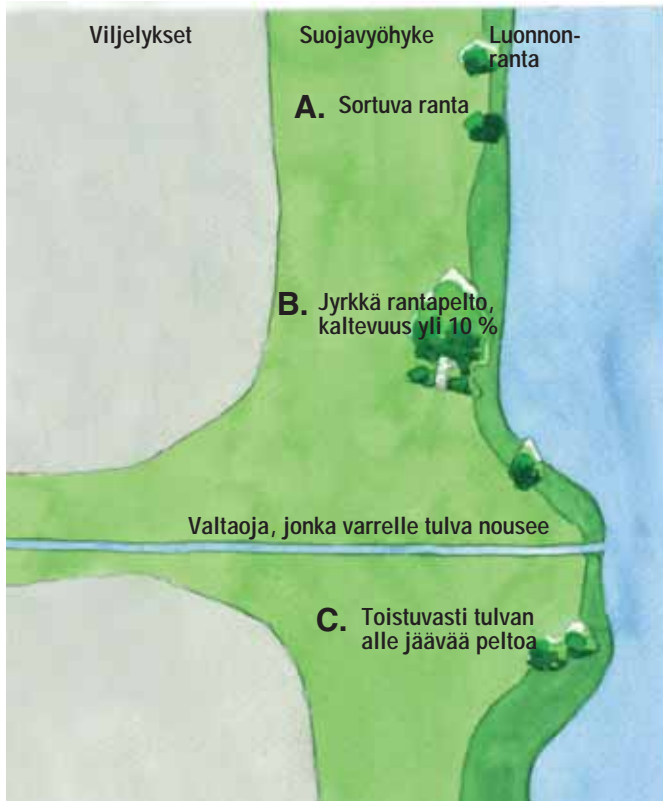 Viljelykset
Suojavyöhyke
Luonnon-
ranta
A. Sortuva ranta
B. Jyrkkä rantapelto,
kaltevuus yli 10 %
Valtaoja, jonka varrelle tulva nousee
C. Toistuvasti tulvan
alle jäävää peltoa